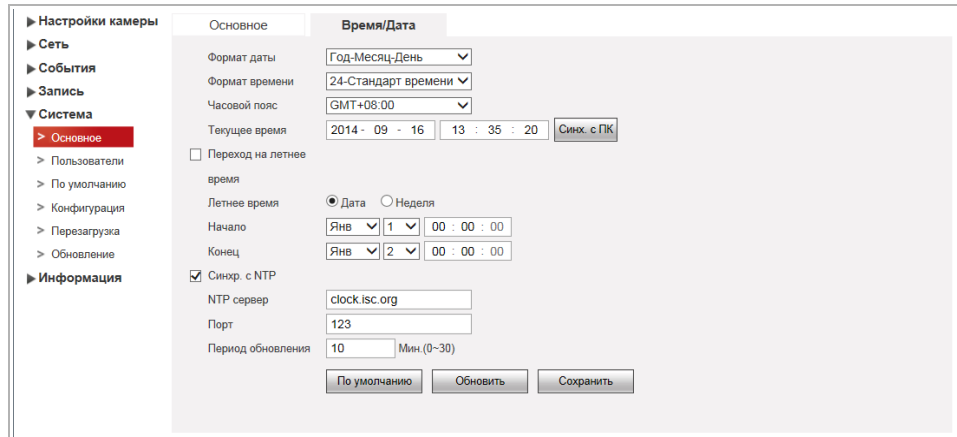 Настройки камеры
Сеть
События
Запись
Система
> Основное
> Пользователи
> По умолчанию
> Конфигурация
> Перезагрузка
> Обновление
Информация
Основное Время/Дата
Формат даты Год-Месяц-День
Формат времени 24-Стандарт времени
Часовой пояс GMT+08:00
Текущее время 2014 - 09 - 16 13 : 35 : 20 Синх. с ПК
Переход на летнее
время
Летнее время Дата Неделя
Начало Янв 1 00 : 00 : 00
Конец Янв 2 00 : 00 : 00
Синхр. с NTP
NTP сервер clock.isc.org
Порт 123
Период обновления 10 Мин.(0~30)
По умолчанию Обновить Сохранить